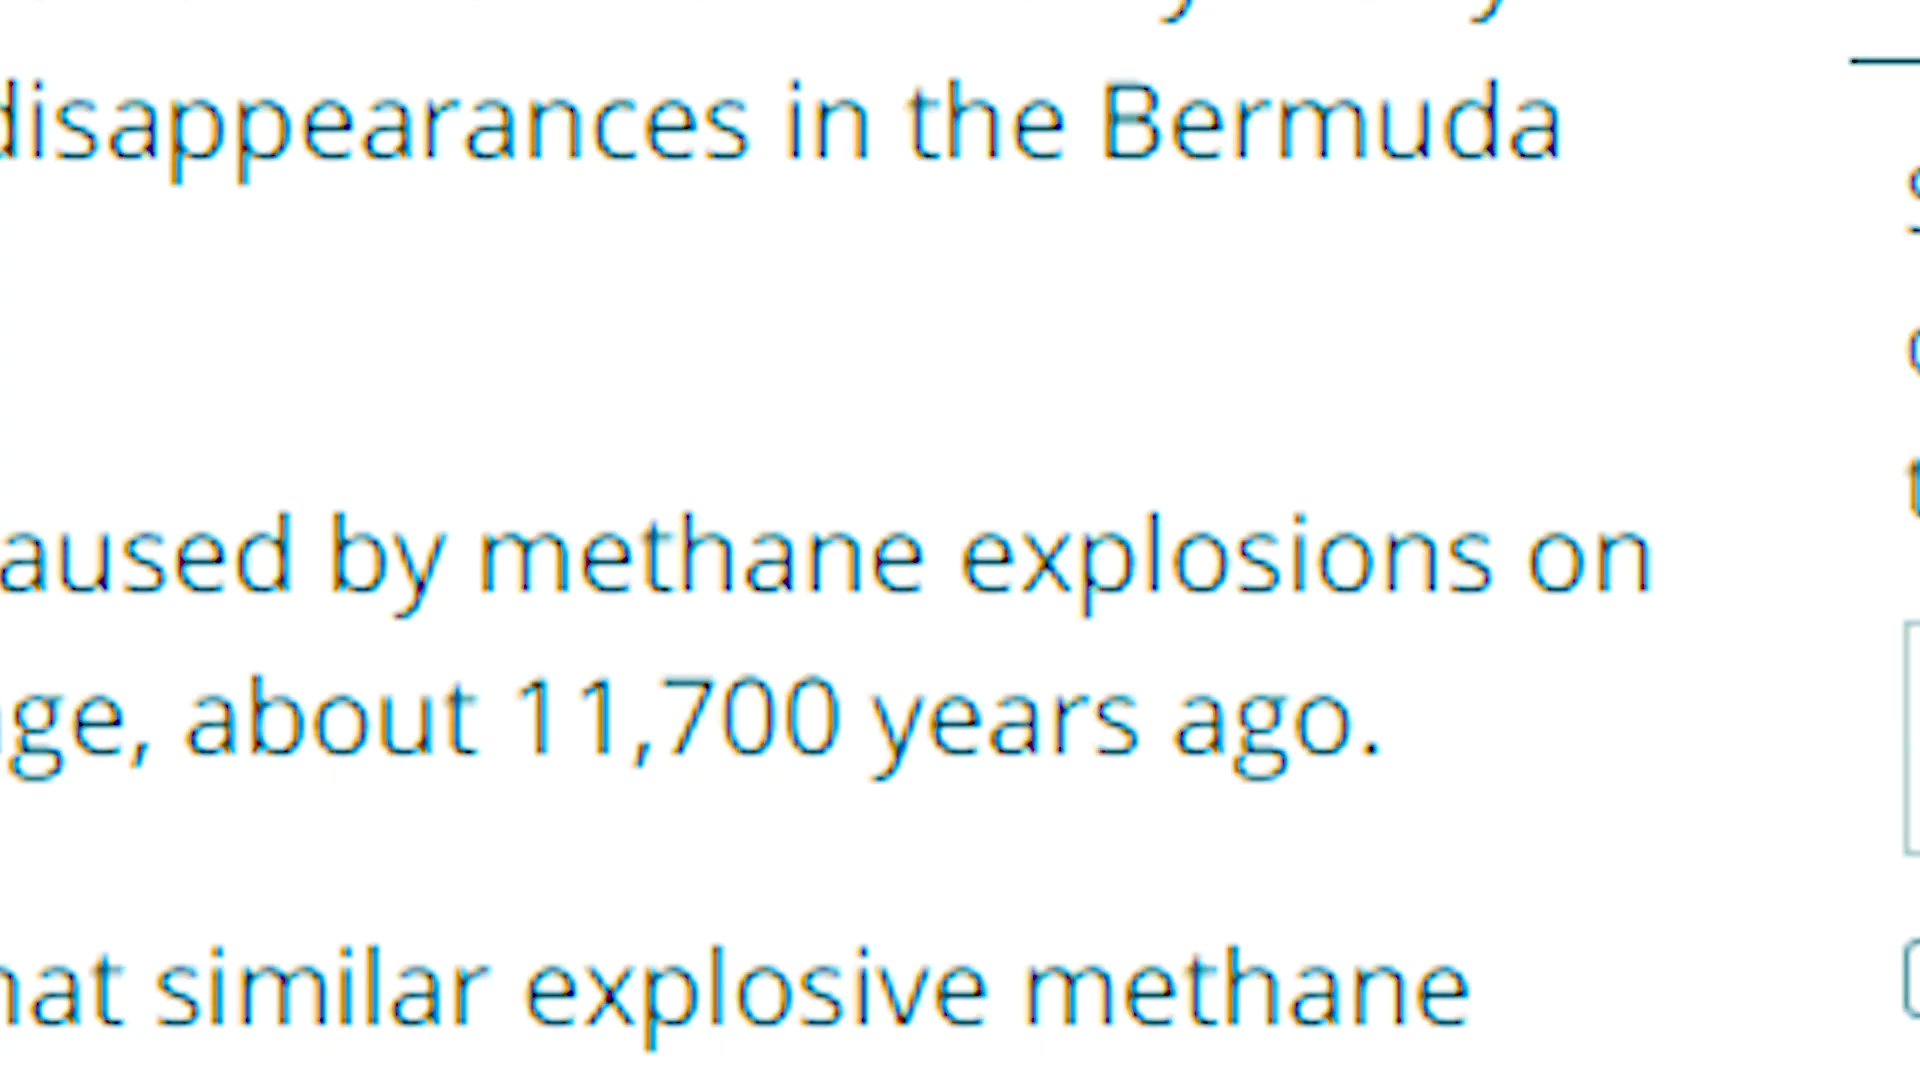 disappearances in the Bermuda
aused by methane explosions on
ge, about 11,700 years ago.
hat similar explosive methane